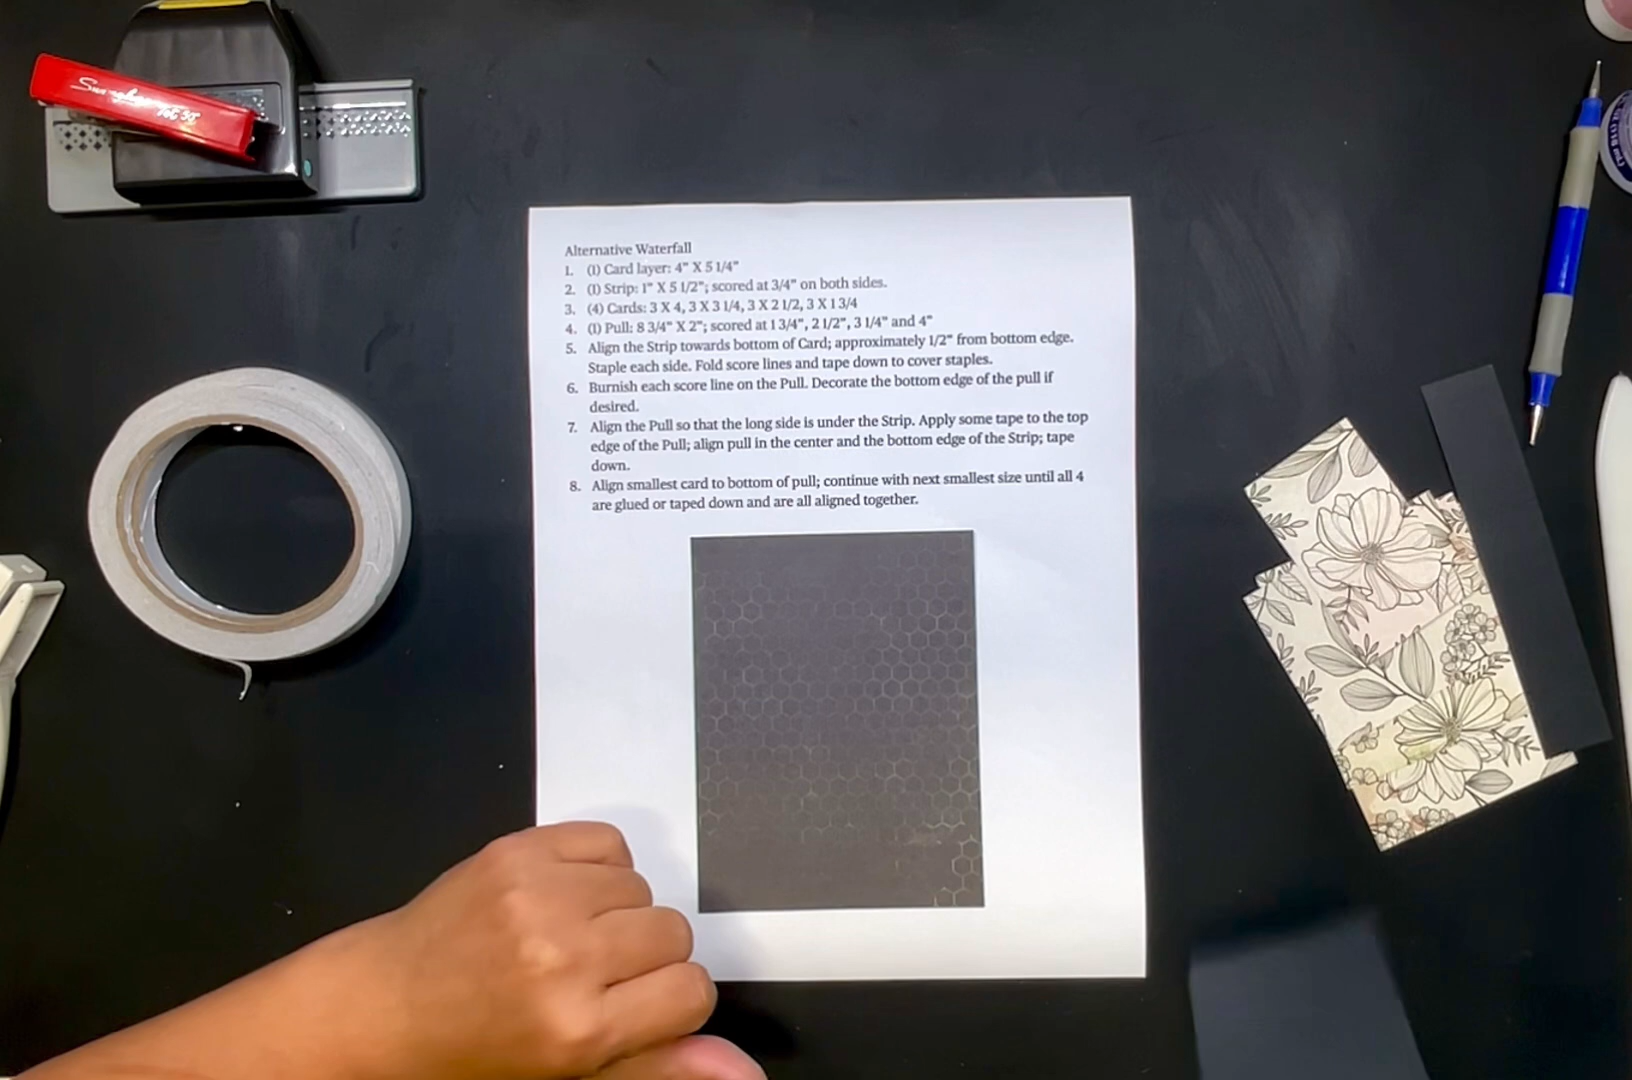 Alternative Waterfall
1. (1) Card layer: 4" X 5 1/4"
2. (1) Strip: 1" X 5 1/2"; scored at 3/4" on both sides.
3. (4) Cards: 3 X 4, 3 X 3 1/4, 3 X 2 1/2, 3 X 1 3/4
4. (1) Pull: 8 3/4" X 2"; scored at 1 3/4", 2 1/2", 3 1/4" and 4"
5. Align the Strip towards bottom of Card; approximately 1/2" from bottom edge.
Staple each side. Fold score lines and tape down to cover staples.
6. Burnish each score line on the Pull. Decorate the bottom edge of the pull if
desired.
7. Align the Pull so that the long side is under the Strip. Apply some tape to the top
edge of the Pull; align pull in the center and the bottom edge of the Strip; tape
down.
8. Align smallest card to bottom of pull; continue with next smallest size until all 4
are glued or taped down and are all aligned together.